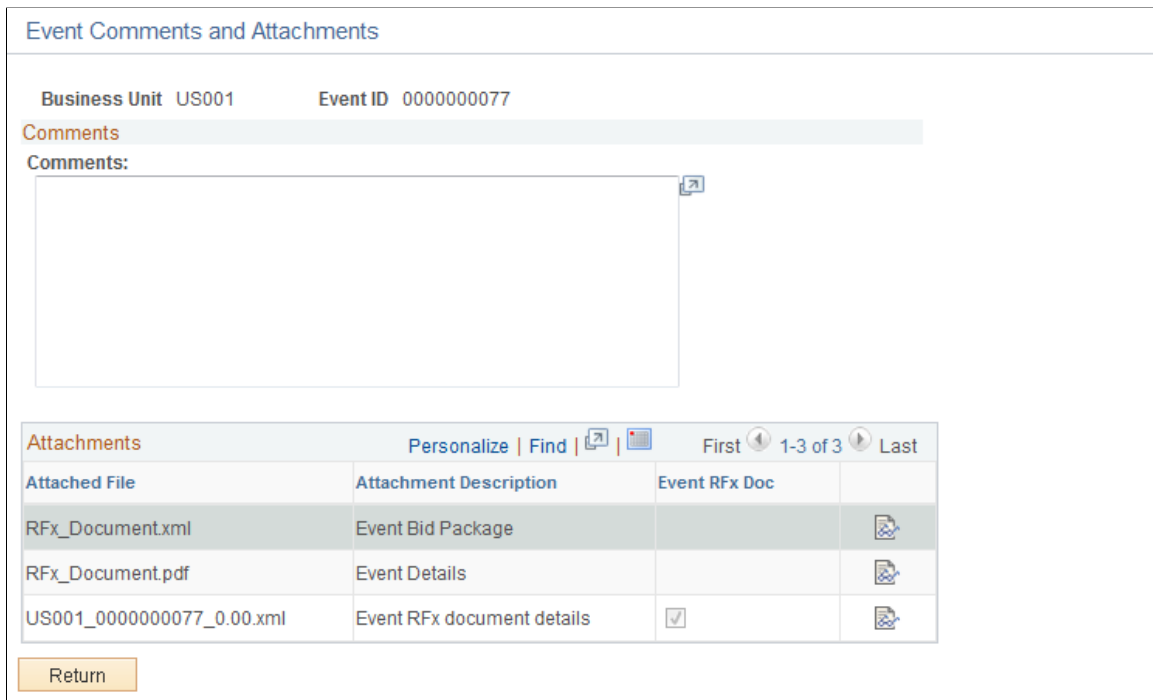 Event Comments and Attachments
Business Unit US001 Event ID 0000000077
Comments
Comments:
Attachments Personalize | Find | | First 1-3 of 3 Last
Attached File Attachment Description Event RFx Doc
RFx_Document.xml Event Bid Package
RFx_Document.pdf Event Details
US001_0000000077_0.00.xml Event RFx document details
Return